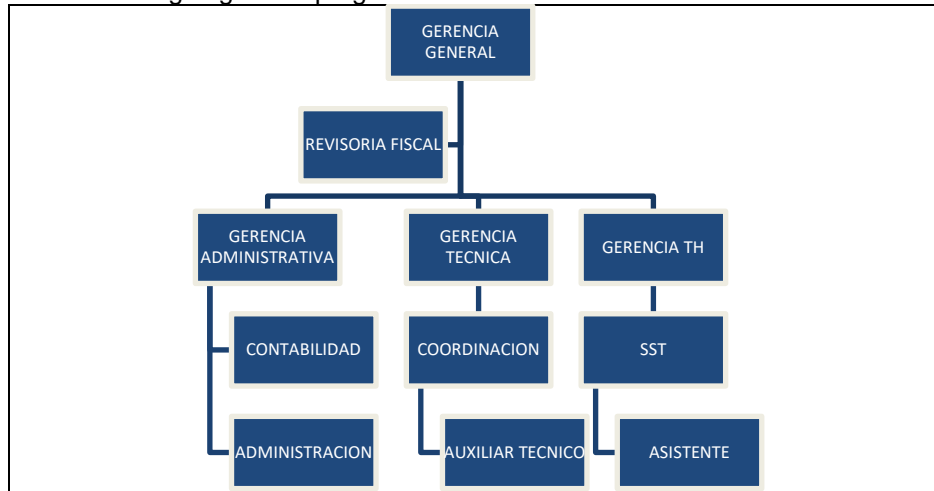 GERENCIA
GENERAL
REVISORIA FISCAL
GERENCIA
ADMINISTRATIVA
GERENCIA
TECNICA
GERENCIA TH
CONTABILIDAD
COORDINACION
SST
ADMINISTRACION
AUXILIAR TECNICO
ASISTENTE